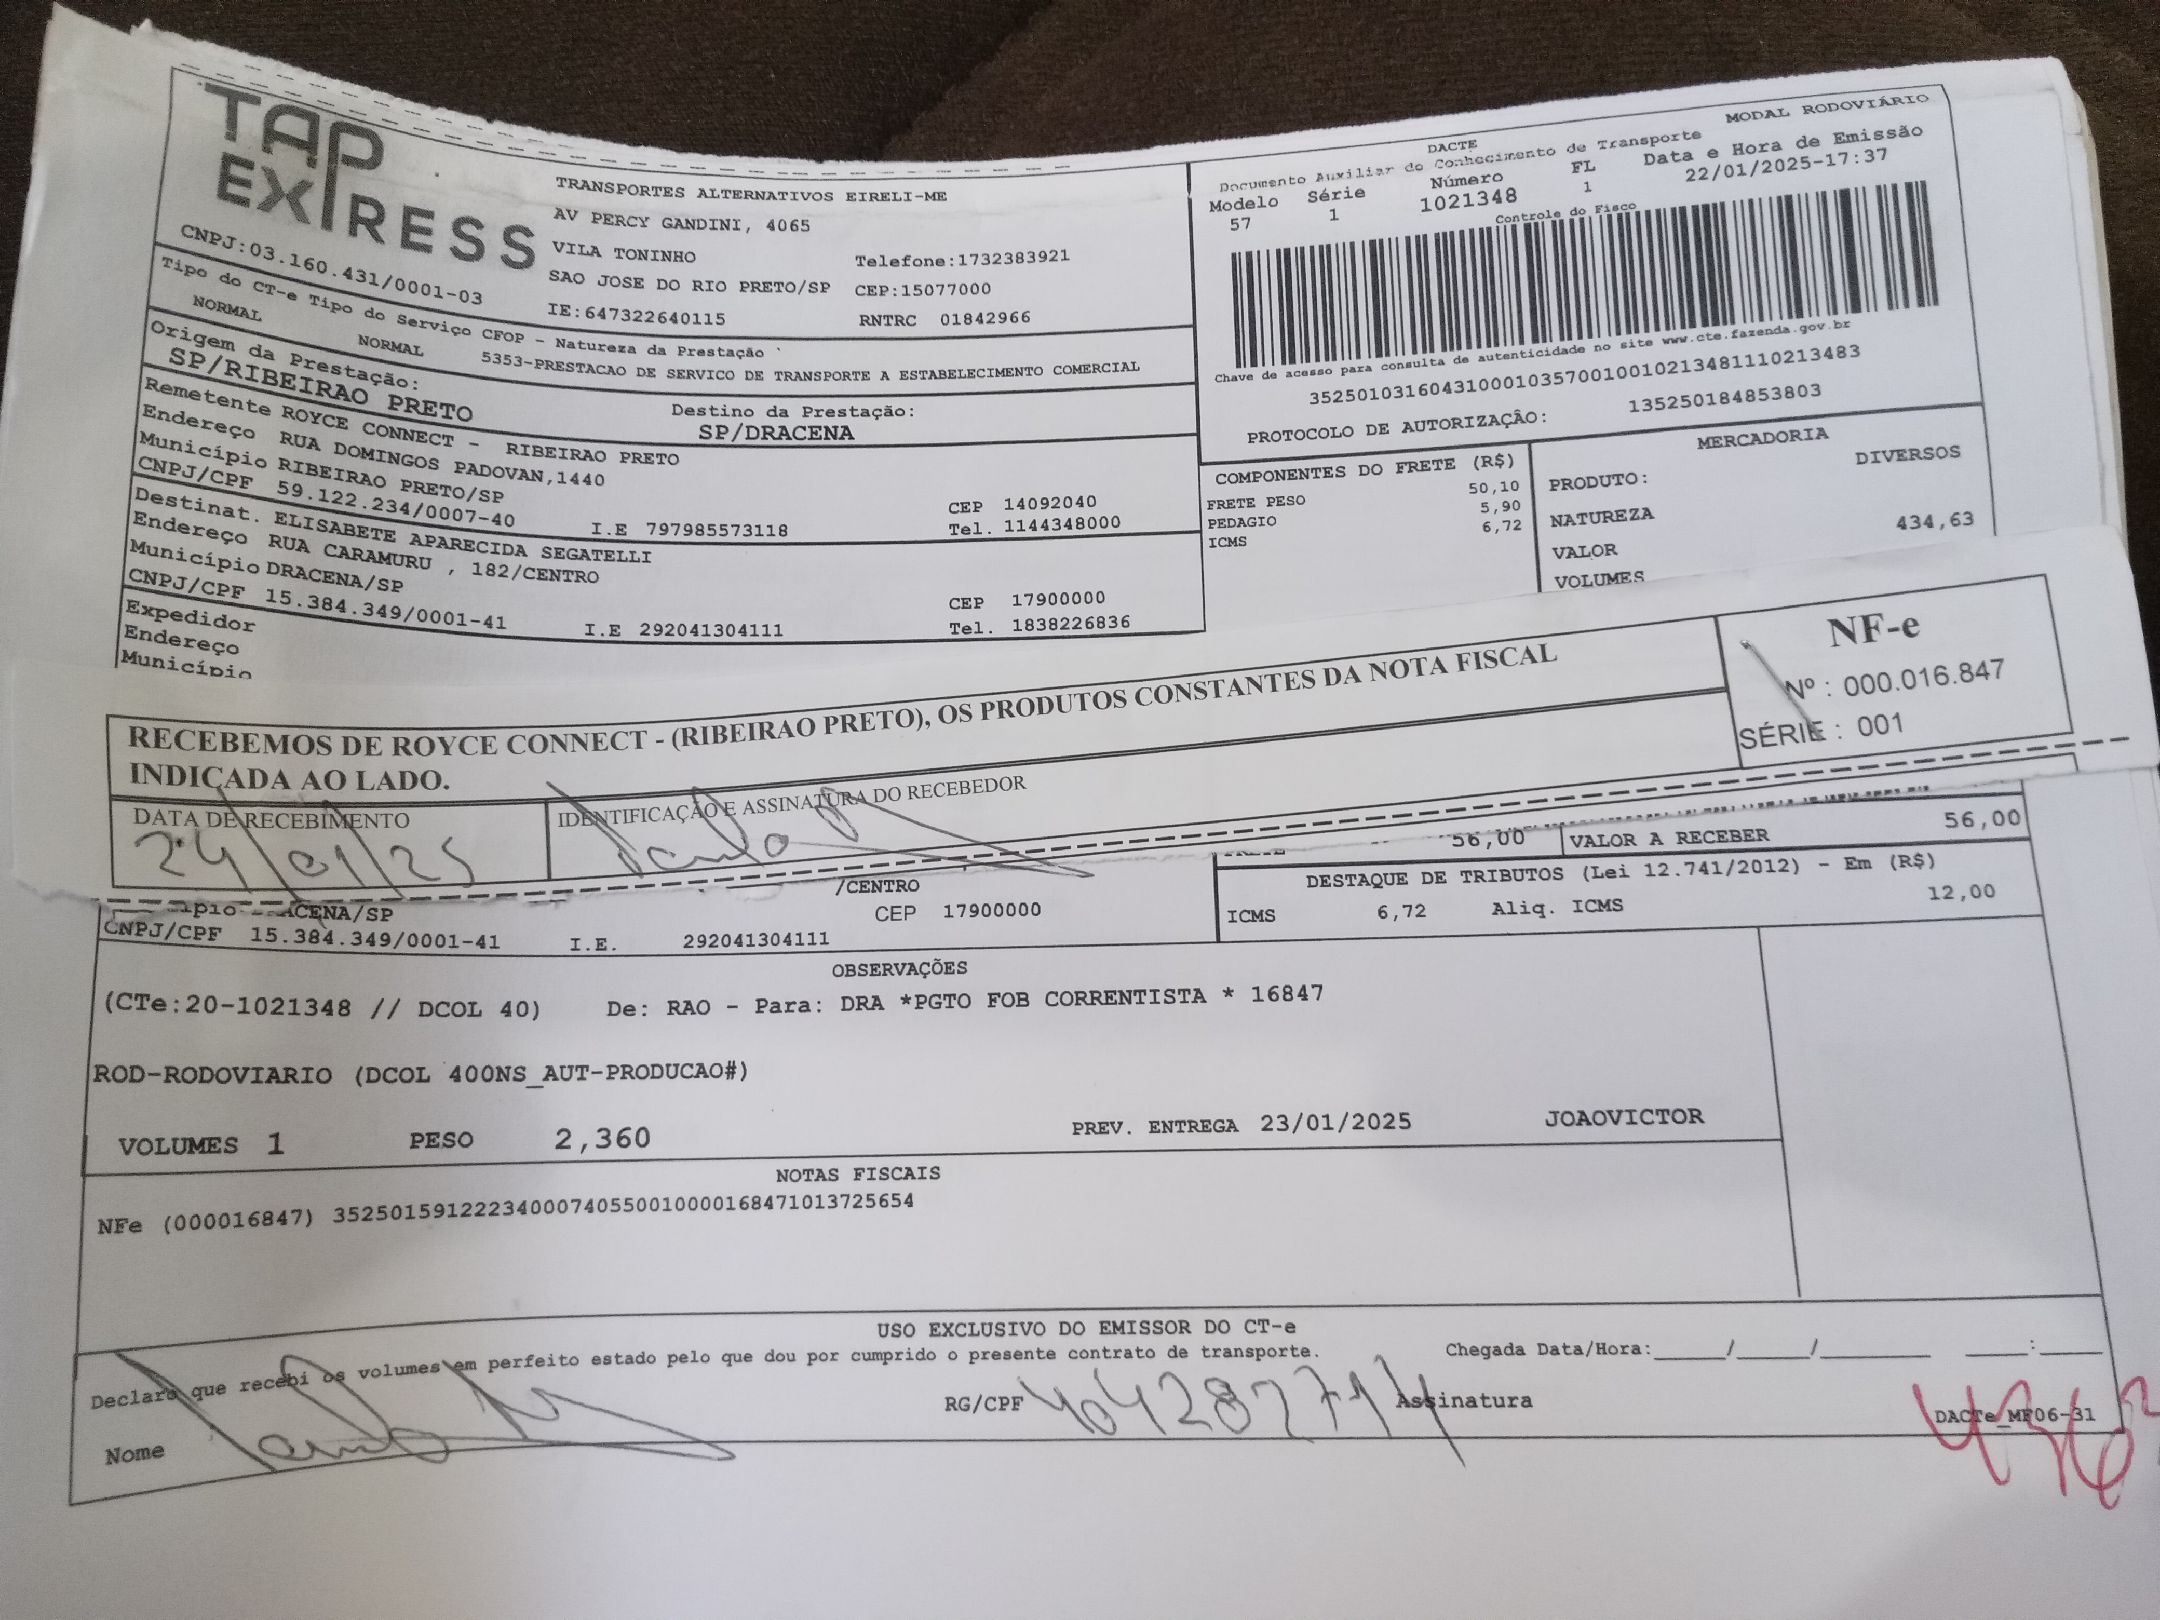 TAP EXPRESS
TRANSPORTES ALTERNATIVOS EIRELI-ME
AV PERCY GANDINI, 4065
VILA TONINHO Telefone:1732383921
SAO JOSE DO RIO PRETO/SP CEP:15077000
IE:647322640115 RNTRC 01842966
CNPJ:03.160.431/0001-03
Tipo do CT-e Tipo do Serviço CFOP - Natureza da Prestação
NORMAL NORMAL 5353-PRESTACAO DE SERVICO DE TRANSPORTE A ESTABELECIMENTO COMERCIAL
Origem da Prestação: Destino da Prestação:
SP/RIBEIRAO PRETO SP/DRACENA
Remetente ROYCE CONNECT - RIBEIRAO PRETO
Endereço RUA DOMINGOS PADOVAN,1440
Município RIBEIRAO PRETO/SP CEP 14092040
CNPJ/CPF 59.122.234/0007-40 I.E 797985573118 Tel. 1144348000
Destinat. ELISABETE APARECIDA SEGATELLI
Endereço RUA CARAMURU , 182/CENTRO
Município DRACENA/SP CEP 17900000
CNPJ/CPF 15.384.349/0001-41 I.E 292041304111 Tel. 1838226836
Expedidor
Endereço
Município
MODAL RODOVIÁRIO
DACTE
Documento Auxiliar do Conhecimento de Transporte
Modelo Série Número FL Data e Hora de Emissão
57 1 1021348 1 22/01/2025-17:37
Controle do Fisco
Chave de acesso para consulta de autenticidade no site www.cte.fazenda.gov.br
35250103160431000103570010010213481110213483
PROTOCOLO DE AUTORIZAÇÃO: 135250184853803
COMPONENTES DO FRETE (R$)
FRETE PESO 50,10
PEDAGIO 5,90
ICMS 6,72
MERCADORIA
PRODUTO: DIVERSOS
NATUREZA
VALOR 434,63
VOLUMES
RECEBEMOS DE ROYCE CONNECT - (RIBEIRAO PRETO), OS PRODUTOS CONSTANTES DA NOTA FISCAL
INDICADA AO LADO.
NF-e
Nº : 000.016.847
SÉRIE : 001
DATA DE RECEBIMENTO IDENTIFICAÇÃO E ASSINATURA DO RECEBEDOR
24/01/25
56,00 VALOR A RECEBER 56,00
/CENTRO
DRACENA/SP CEP 17900000
CNPJ/CPF 15.384.349/0001-41 I.E. 292041304111
DESTAQUE DE TRIBUTOS (Lei 12.741/2012) - Em (R$)
ICMS 6,72 Aliq. ICMS 12,00
OBSERVAÇÕES
(CTe:20-1021348 // DCOL 40) De: RAO - Para: DRA *PGTO FOB CORRENTISTA * 16847
ROD-RODOVIARIO (DCOL 400NS_AUT-PRODUCAO#)
VOLUMES 1 PESO 2,360 PREV. ENTREGA 23/01/2025 JOAOVICTOR
NOTAS FISCAIS
NFe (000016847) 35250159122234000740550010000168471013725654
USO EXCLUSIVO DO EMISSOR DO CT-e
Declaro que recebi os volumes em perfeito estado pelo que dou por cumprido o presente contrato de transporte. Chegada Data/Hora:_____/_____/________ ____:____
Nome RG/CPF Assinatura
DACTe_MF06-31